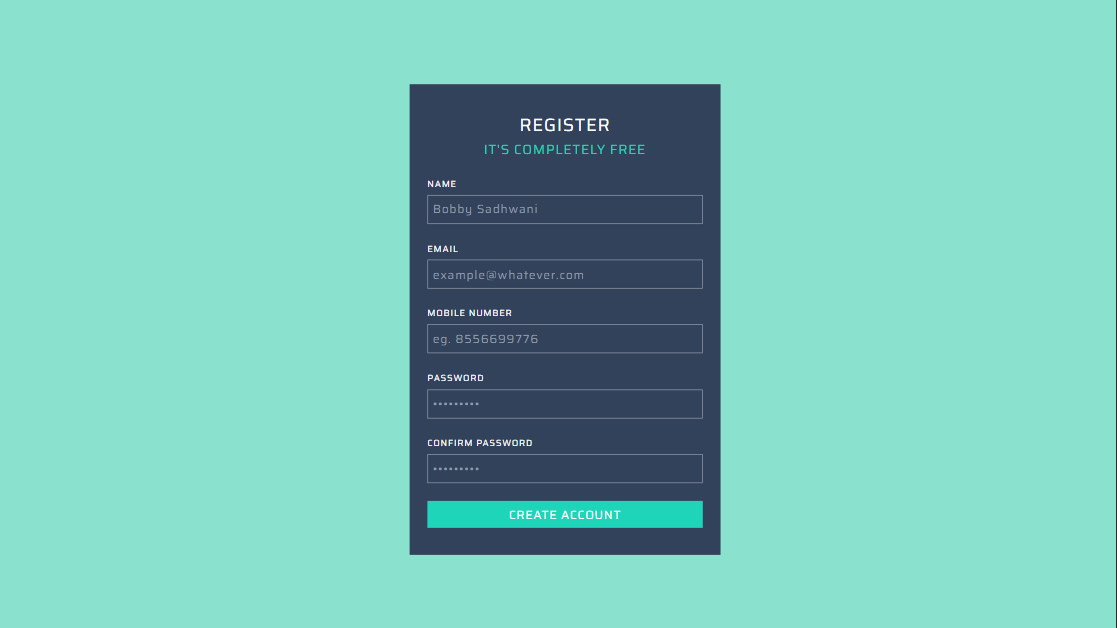 REGISTER
IT'S COMPLETELY FREE
NAME
Bobby Sadhwani
EMAIL
example@whatever.com
MOBILE NUMBER
eg. 8556699776
PASSWORD
•••••••••
CONFIRM PASSWORD
•••••••••
CREATE ACCOUNT